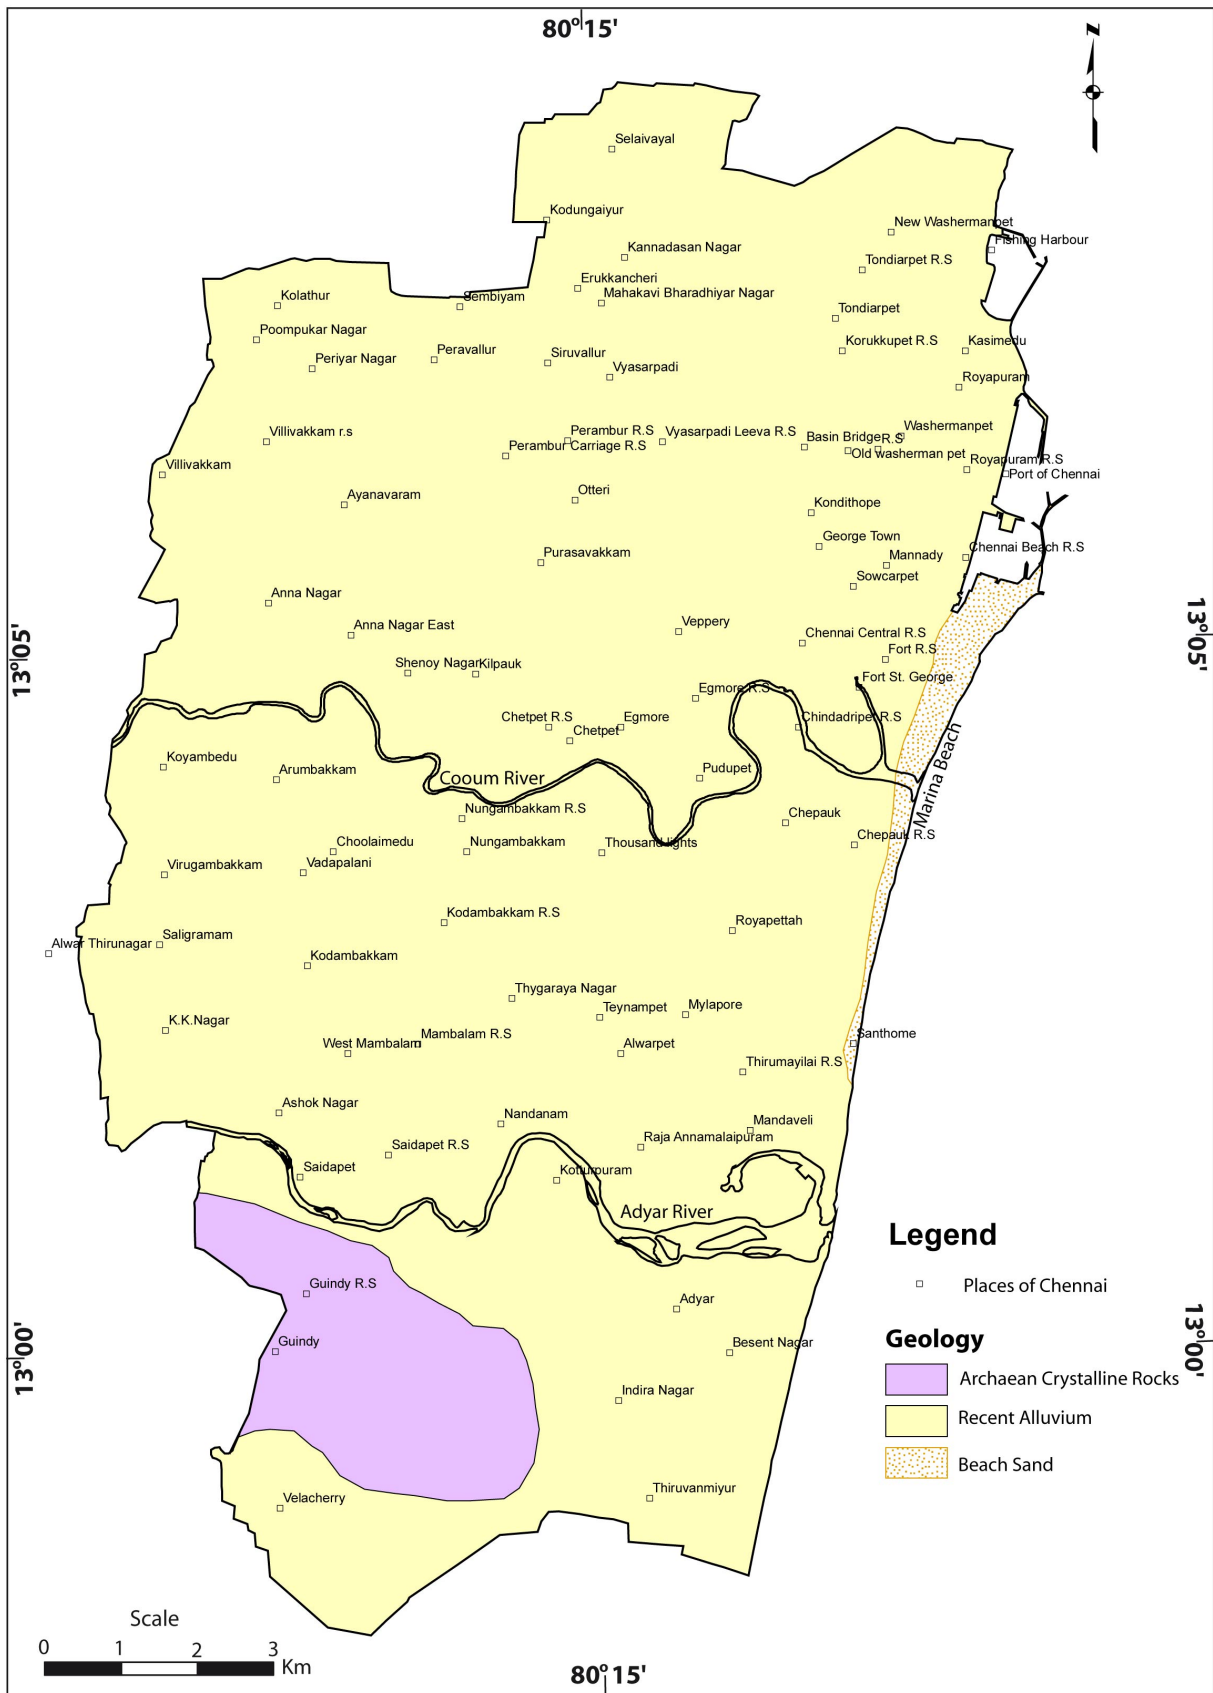 80°15'
N
Selaivayal
Kodungaiyur
New Washermanpet
Fishing Harbour
Kannadasan Nagar
Tondiarpet R.S
Erukkancheri
Mahakavi Bharadhiyar Nagar
Kolathur
Sembiyam
Tondiarpet
Poompukar Nagar
Periyar Nagar
Peravallur
Siruvallur
Korukkupet R.S
Kasimedu
Vyasarpadi
Royapuram
Villivakkam r.s
Perambur R.S
Vyasarpadi Leeva R.S
Basin Bridge R.S
Washermanpet
Perambur Carriage R.S
Old washerman pet
Villivakkam
Royapuram R.S
Port of Chennai
Ayanavaram
Otteri
Kondithope
George Town
Purasavakkam
Mannady
Chennai Beach R.S
Sowcarpet
Anna Nagar
Anna Nagar East
Veppery
Chennai Central R.S
Fort R.S
13°05'
13°05'
Shenoy Nagar
Kilpauk
Fort St. George
Egmore R.S
Chetpet R.S
Egmore
Chindadripet R.S
Chetpet
Koyambedu
Arumbakkam
Cooum River
Pudupet
Marina Beach
Nungambakkam R.S
Chepauk
Choolaimedu
Nungambakkam
Thousand lights
Chepauk R.S
Virugambakkam
Vadapalani
Kodambakkam R.S
Royapettah
Alwar Thirunagar
Saligramam
Kodambakkam
Thygaraya Nagar
Teynampet
Mylapore
K.K.Nagar
West Mambalam
Mambalam R.S
Alwarpet
Santhome
Thirumayilai R.S
Ashok Nagar
Nandanam
Mandaveli
Saidapet R.S
Raja Annamalaipuram
Saidapet
Kotturpuram
Adyar River
Legend
Places of Chennai
Guindy R.S
Adyar
Guindy
Besent Nagar
13°00'
13°00'
Geology
Archaean Crystalline Rocks
Indira Nagar
Recent Alluvium
Beach Sand
Velacherry
Thiruvanmiyur
Scale
0 1 2 3
Km
80°15'